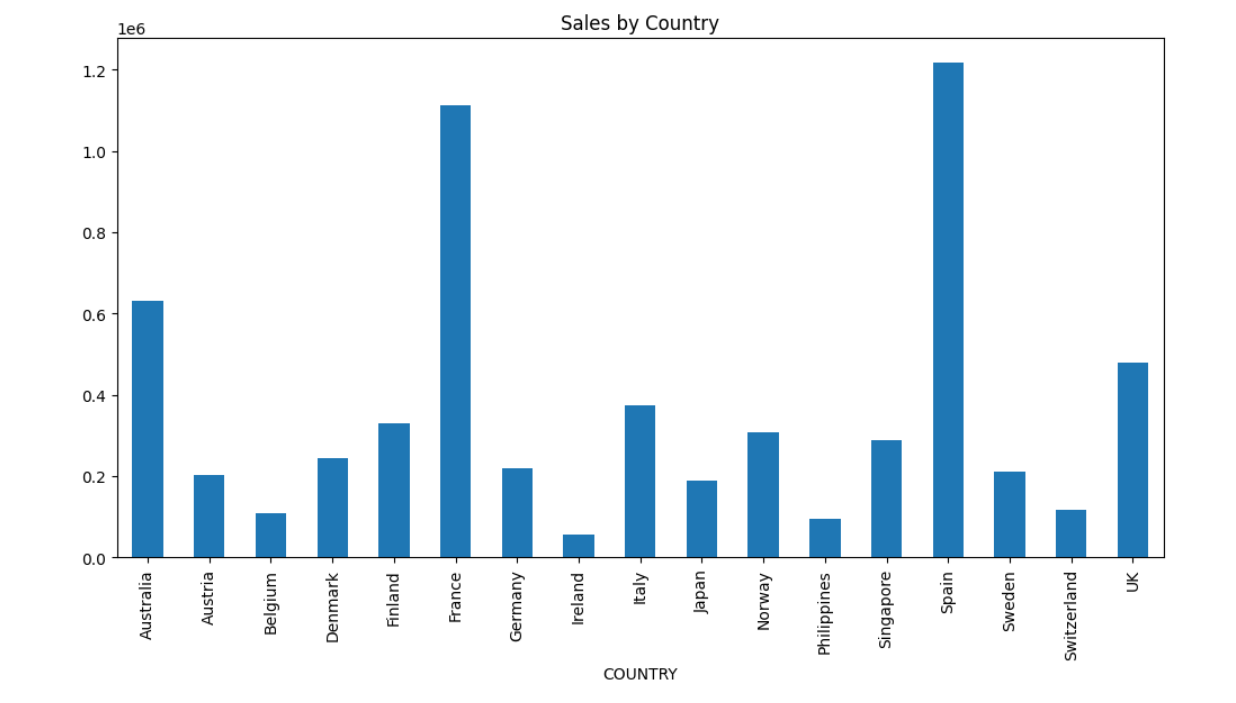 Sales by Country
1e6
1.2
1.0
0.8
0.6
0.4
0.2
0.0
Australia
Austria
Belgium
Denmark
Finland
France
Germany
Ireland
Italy
Japan
Norway
Philippines
Singapore
Spain
Sweden
Switzerland
UK
COUNTRY